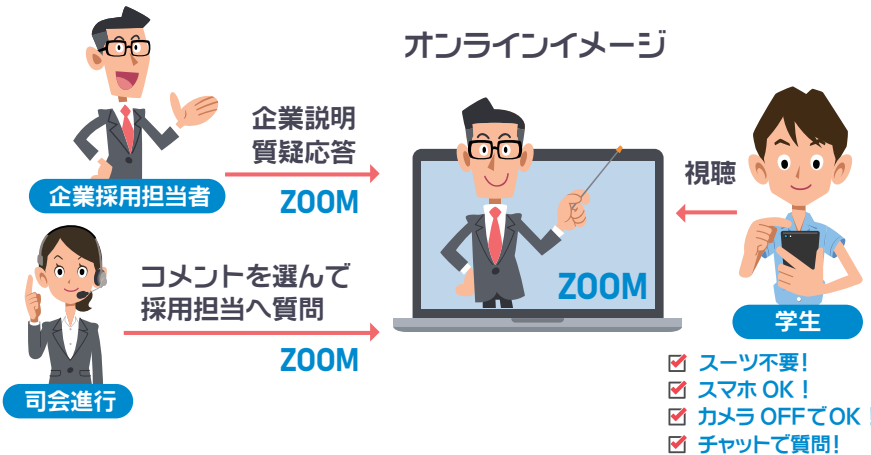 オンラインイメージ
企業説明
質疑応答
ZOOM
企業採用担当者
コメントを選んで
採用担当へ質問
ZOOM
司会進行
ZOOM
視聴
学生
スーツ不要!
スマホ OK!
カメラ OFFでOK!
チャットで質問!